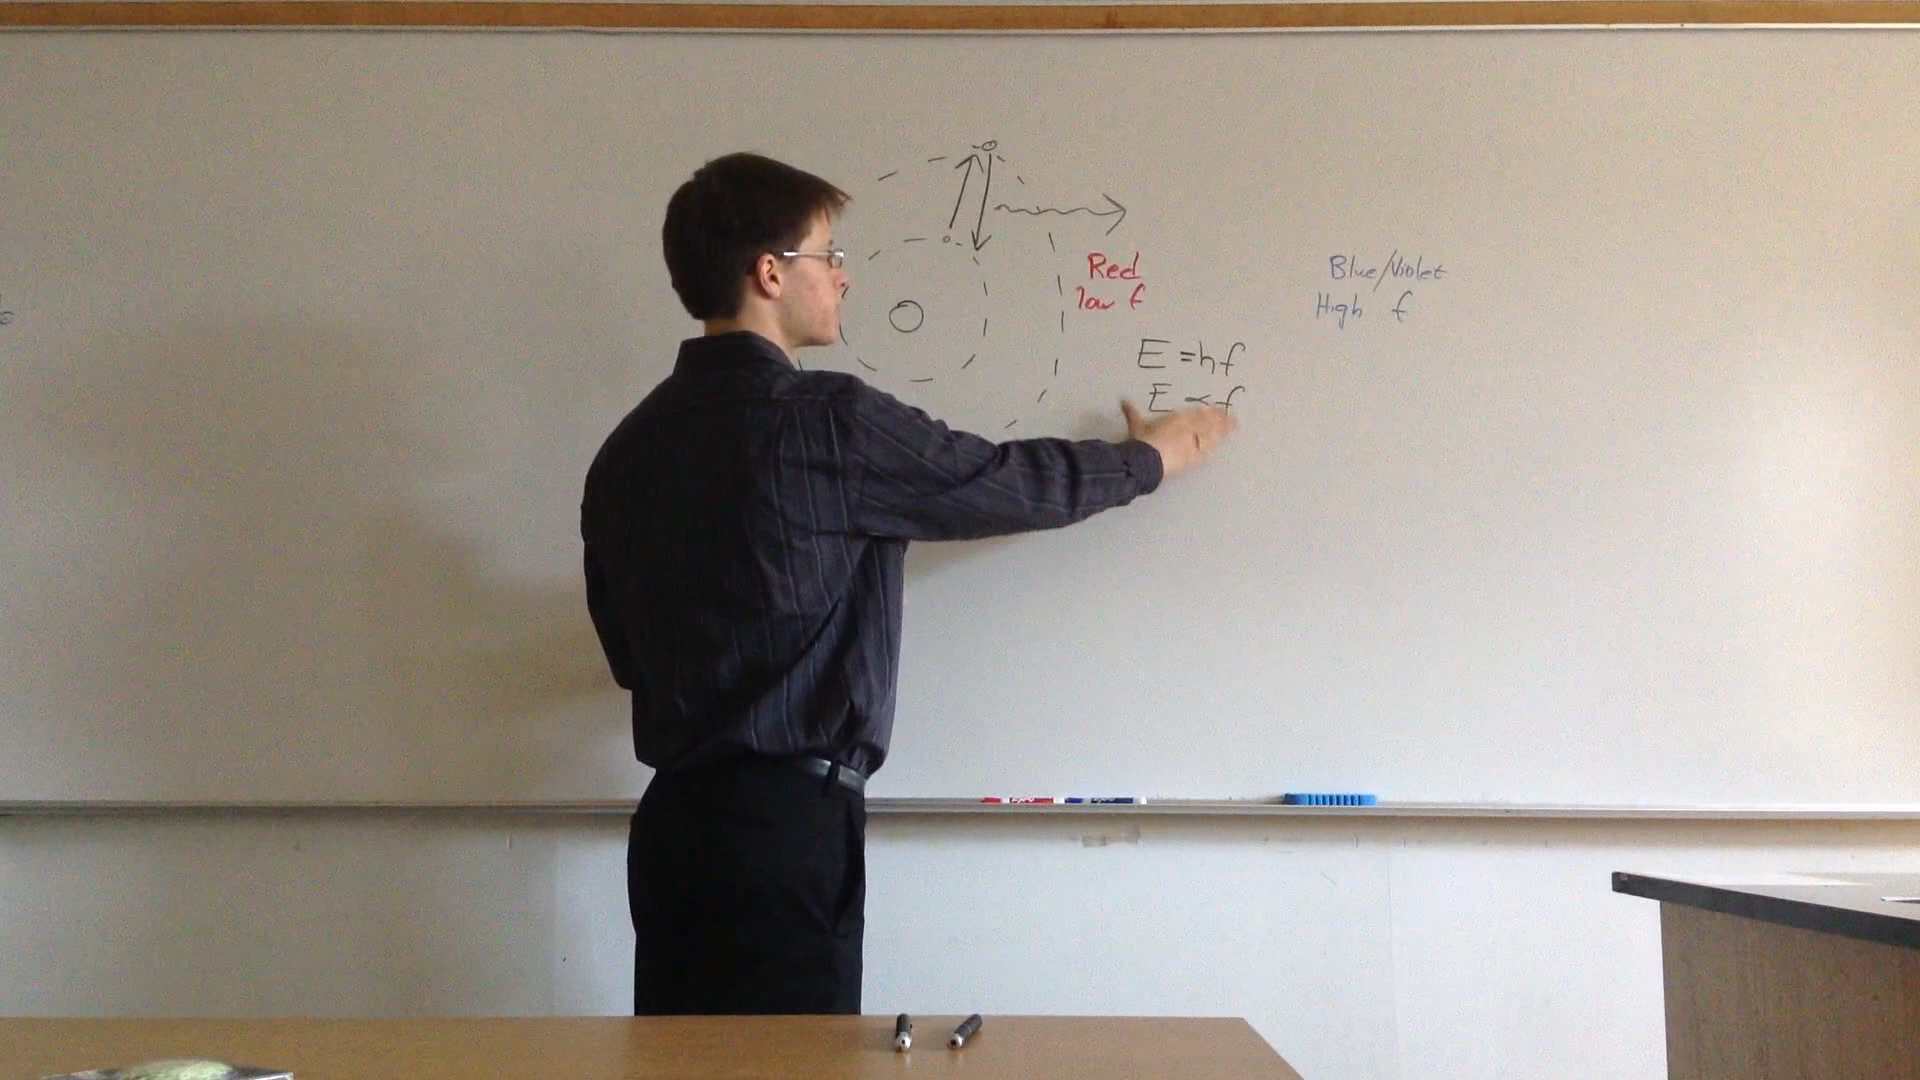 Red
low f
Blue/Violet
High f
E = hf
E ∝ f